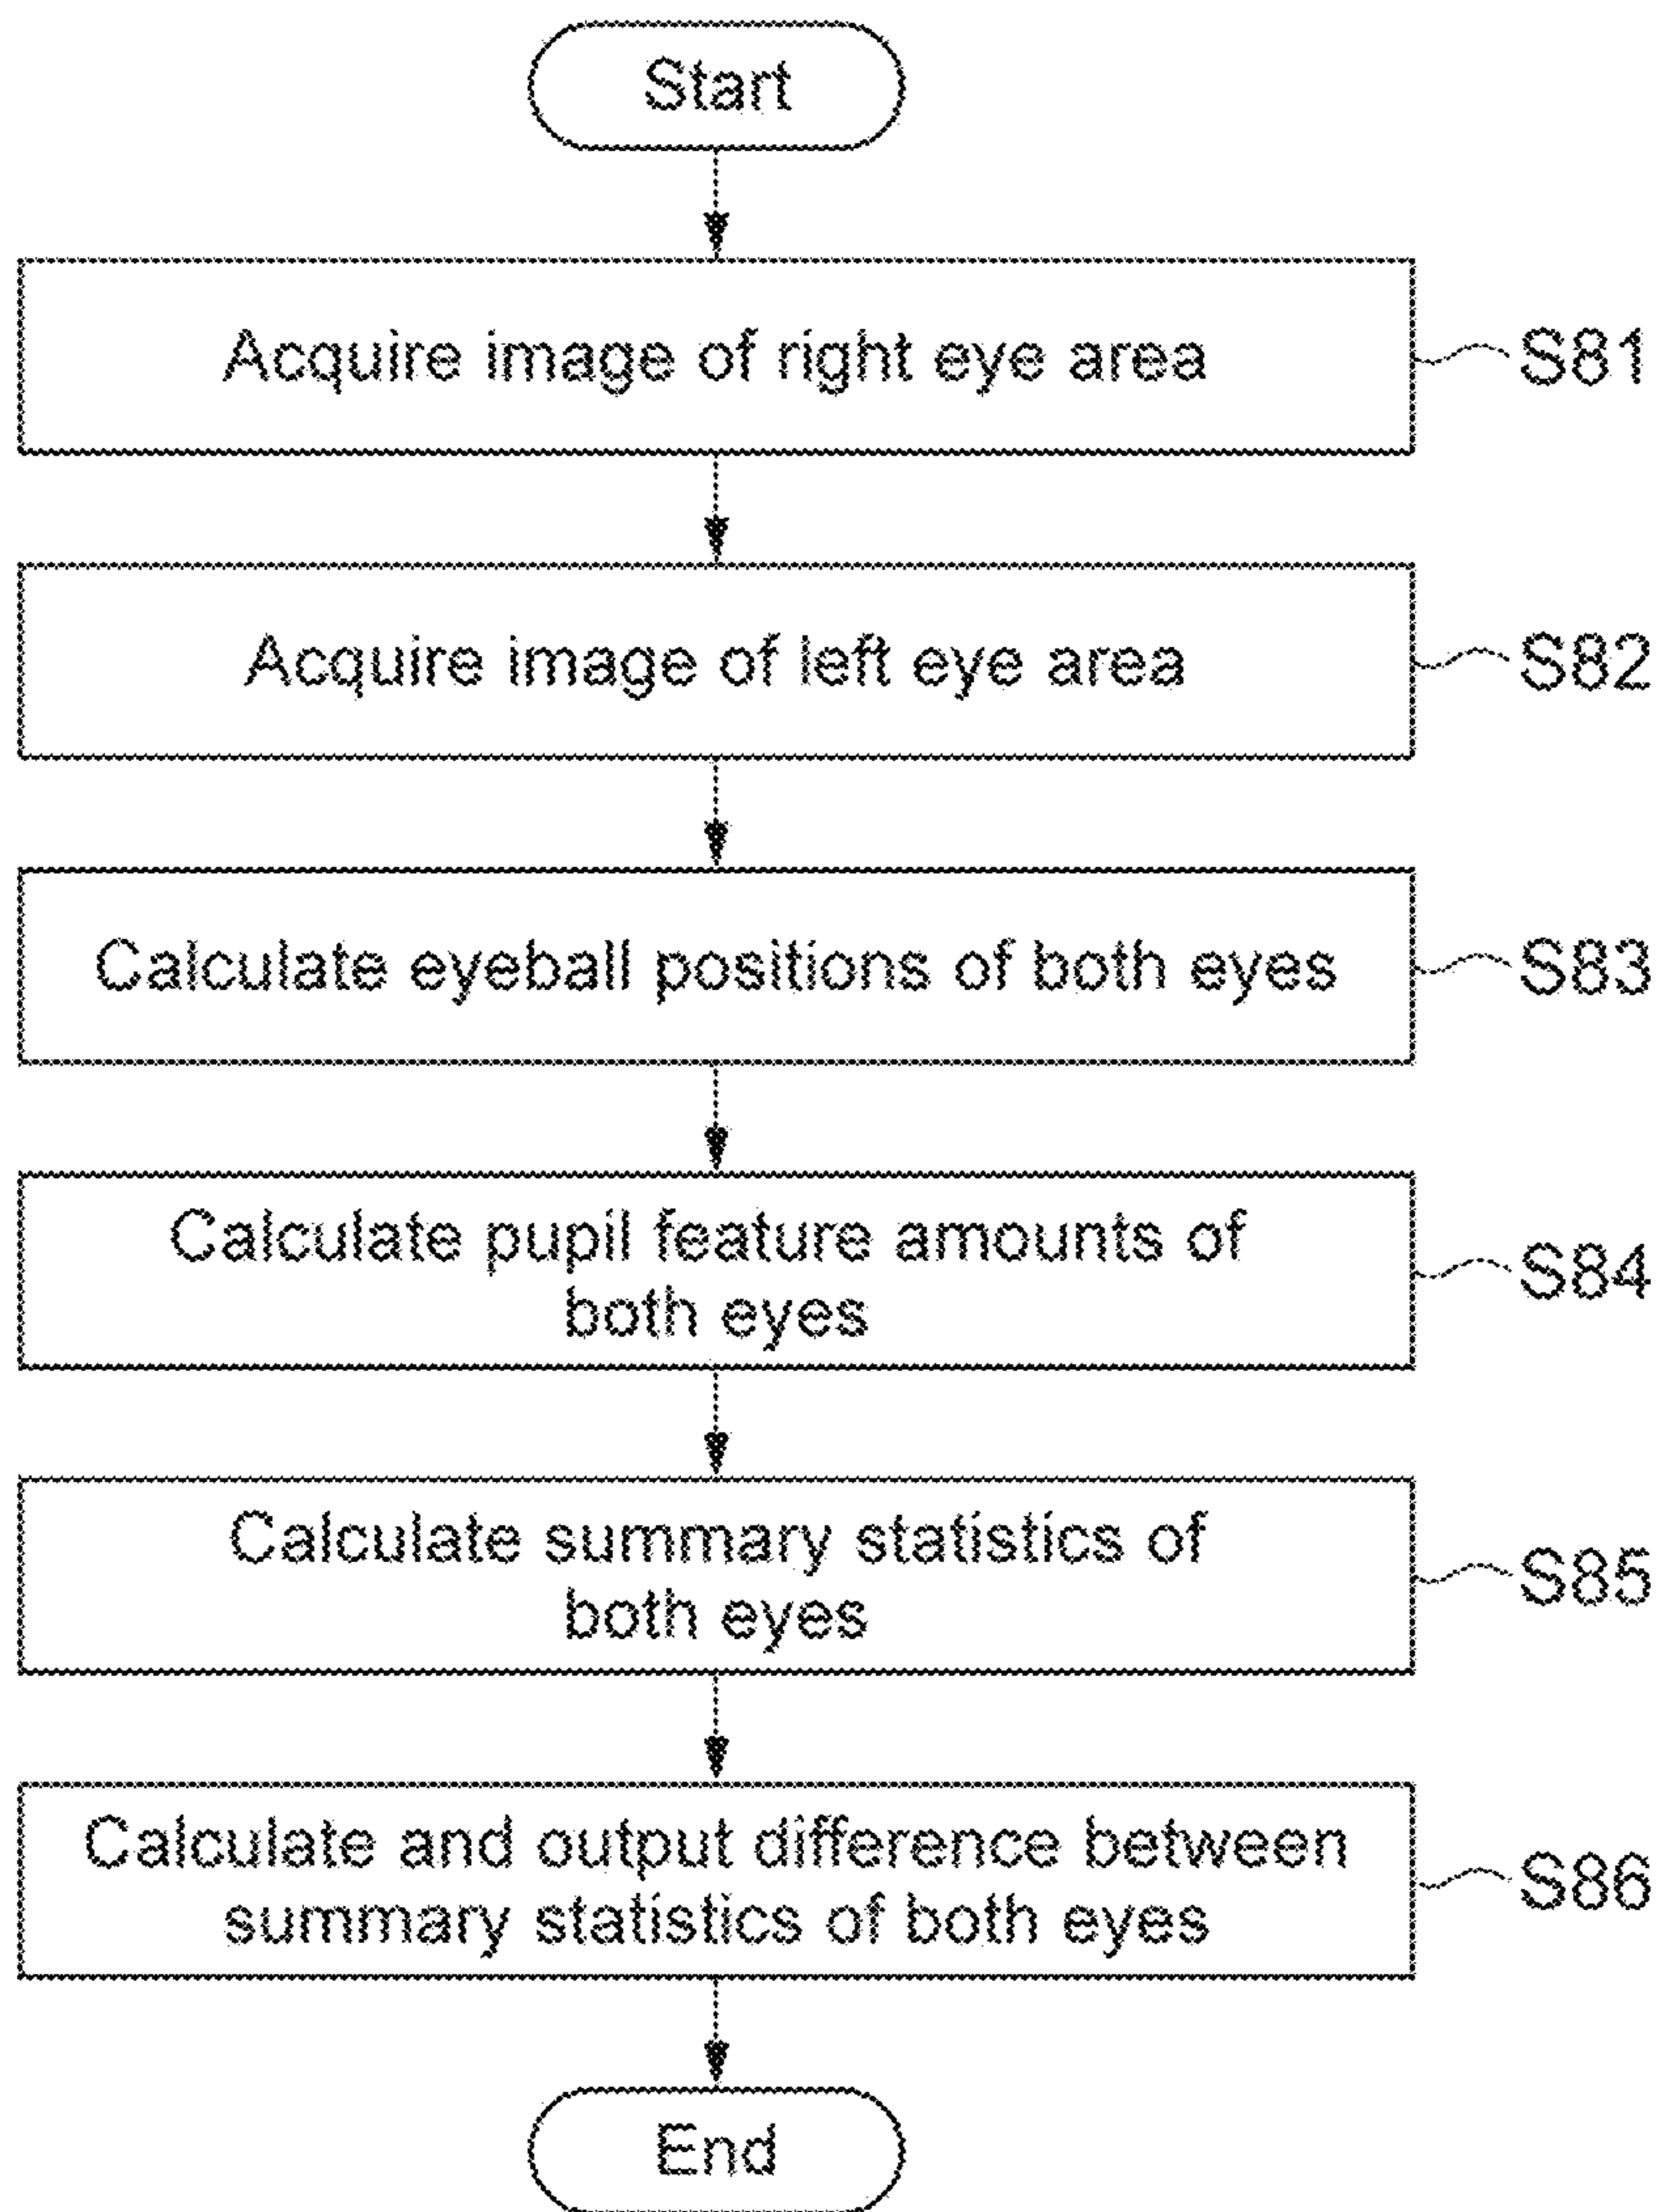 Start
Acquire image of right eye area
S81
Acquire image of left eye area
S82
Calculate eyeball positions of both eyes
S83
Calculate pupil feature amounts of
both eyes
S84
Calculate summary statistics of
both eyes
S85
Calculate and output difference between
summary statistics of both eyes
S86
End